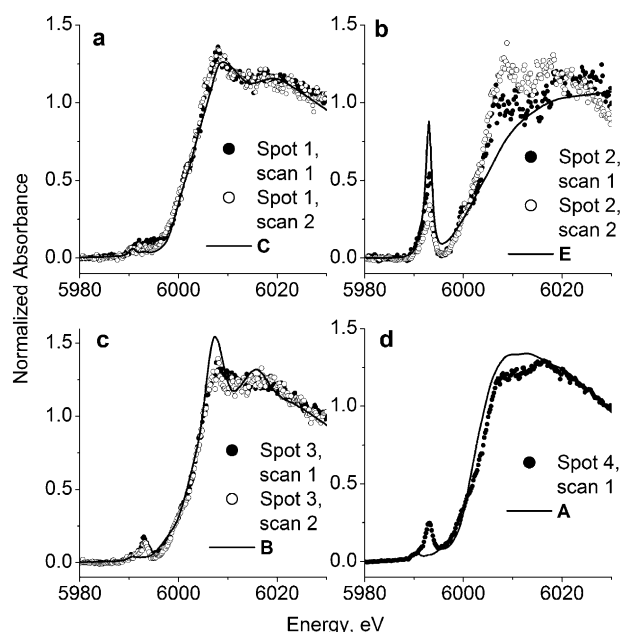 Normalized Absorbance
a
1.5
1.0
0.5
0.0
Spot 1,
scan 1
Spot 1,
scan 2
C
5980 6000 6020
b
1.5
1.0
0.5
0.0
Spot 2,
scan 1
Spot 2,
scan 2
E
5980 6000 6020
c
1.5
1.0
0.5
0.0
Spot 3,
scan 1
Spot 3,
scan 2
B
5980 6000 6020
d
1.5
1.0
0.5
0.0
Spot 4,
scan 1
A
5980 6000 6020
Energy, eV